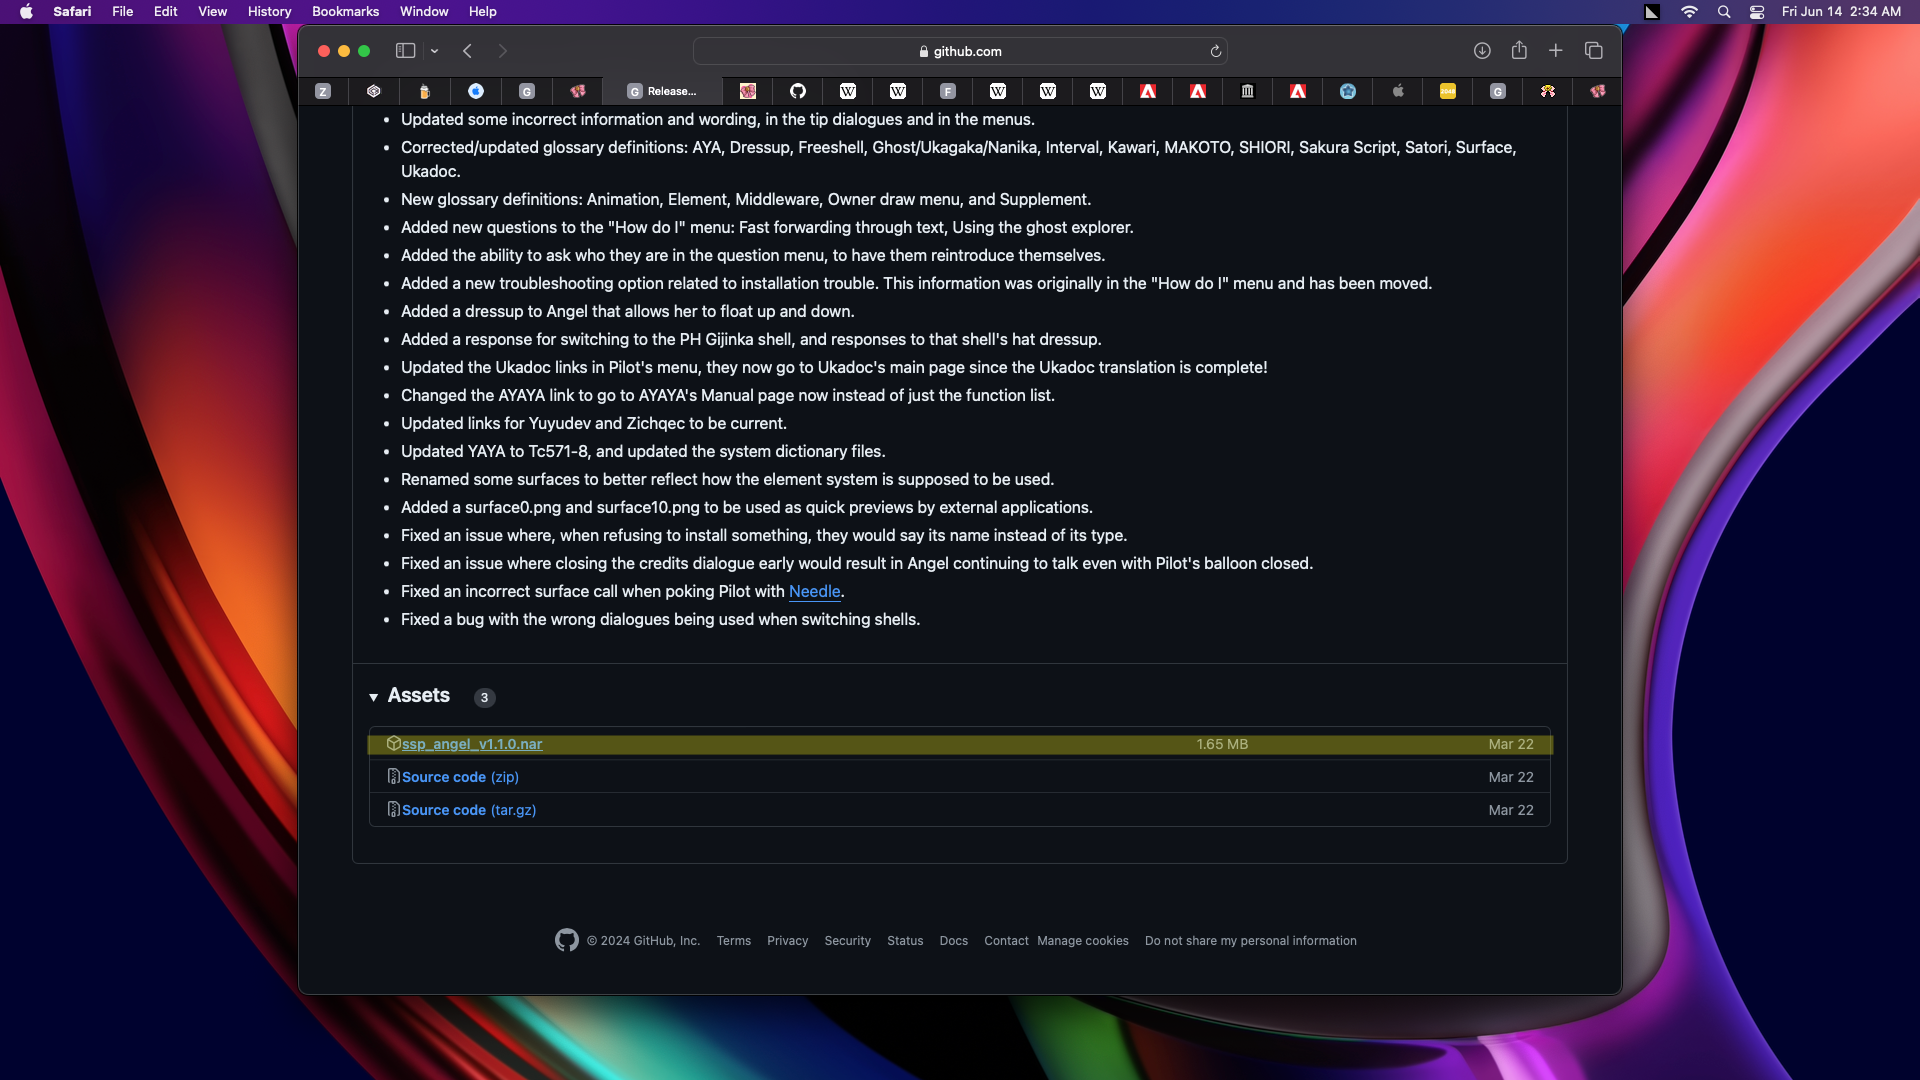 Safari File Edit View History Bookmarks Window Help Fri Jun 14 2:34 AM
github.com
Z G G Release... W W F W W W 2048 G
Updated some incorrect information and wording, in the tip dialogues and in the menus.
Corrected/updated glossary definitions: AYA, Dressup, Freeshell, Ghost/Ukagaka/Nanika, Interval, Kawari, MAKOTO, SHIORI, Sakura Script, Satori, Surface,
Ukadoc.
New glossary definitions: Animation, Element, Middleware, Owner draw menu, and Supplement.
Added new questions to the "How do I" menu: Fast forwarding through text, Using the ghost explorer.
Added the ability to ask who they are in the question menu, to have them reintroduce themselves.
Added a new troubleshooting option related to installation trouble. This information was originally in the "How do I" menu and has been moved.
Added a dressup to Angel that allows her to float up and down.
Added a response for switching to the PH Gijinka shell, and responses to that shell's hat dressup.
Updated the Ukadoc links in Pilot's menu, they now go to Ukadoc's main page since the Ukadoc translation is complete!
Changed the AYAYA link to go to AYAYA's Manual page now instead of just the function list.
Updated links for Yuyudev and Zichqec to be current.
Updated YAYA to Tc571-8, and updated the system dictionary files.
Renamed some surfaces to better reflect how the element system is supposed to be used.
Added a surface0.png and surface10.png to be used as quick previews by external applications.
Fixed an issue where, when refusing to install something, they would say its name instead of its type.
Fixed an issue where closing the credits dialogue early would result in Angel continuing to talk even with Pilot's balloon closed.
Fixed an incorrect surface call when poking Pilot with Needle.
Fixed a bug with the wrong dialogues being used when switching shells.
Assets 3
ssp_angel_v1.1.0.nar 1.65 MB Mar 22
Source code (zip) Mar 22
Source code (tar.gz) Mar 22
© 2024 GitHub, Inc. Terms Privacy Security Status Docs Contact Manage cookies Do not share my personal information